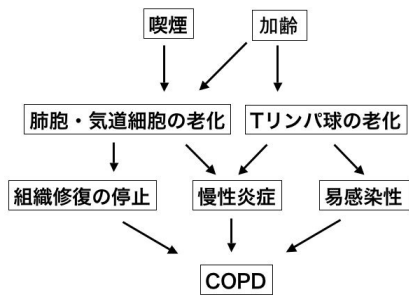 喫煙
加齢
肺胞・気道細胞の老化
Tリンパ球の老化
組織修復の停止
慢性炎症
易感染性
COPD